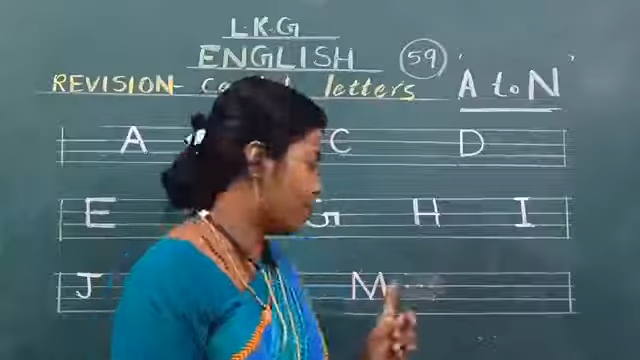 L.K.G
ENGLISH 59
REVISION- letters 'A to N'
A C D
E G H I
J M